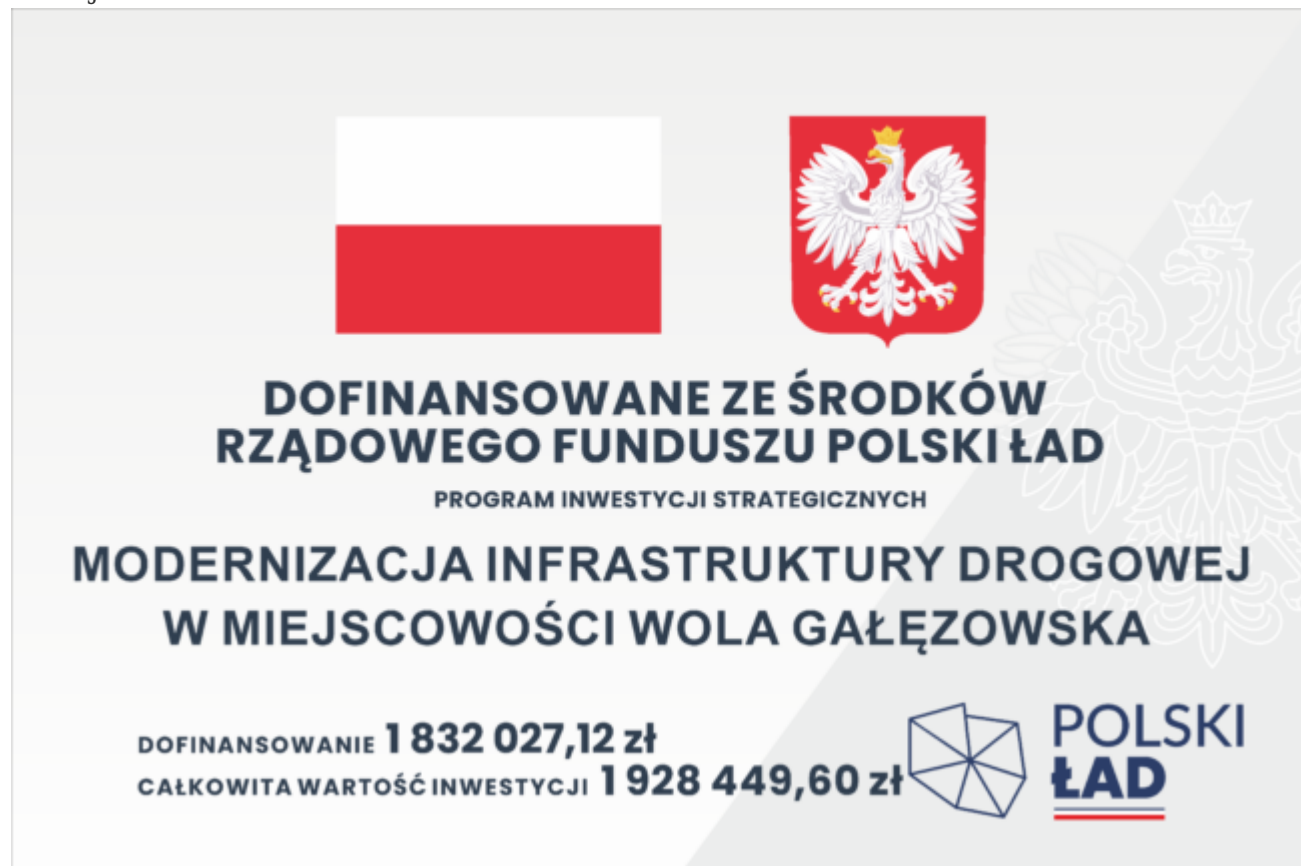 DOFINANSOWANE ZE ŚRODKÓW
RZĄDOWEGO FUNDUSZU POLSKI ŁAD
PROGRAM INWESTYCJI STRATEGICZNYCH
MODERNIZACJA INFRASTRUKTURY DROGOWEJ
W MIEJSCOWOŚCI WOLA GAŁĘZOWSKA
DOFINANSOWANIE 1 832 027,12 zł
CAŁKOWITA WARTOŚĆ INWESTYCJI 1 928 449,60 zł
POLSKI
ŁAD